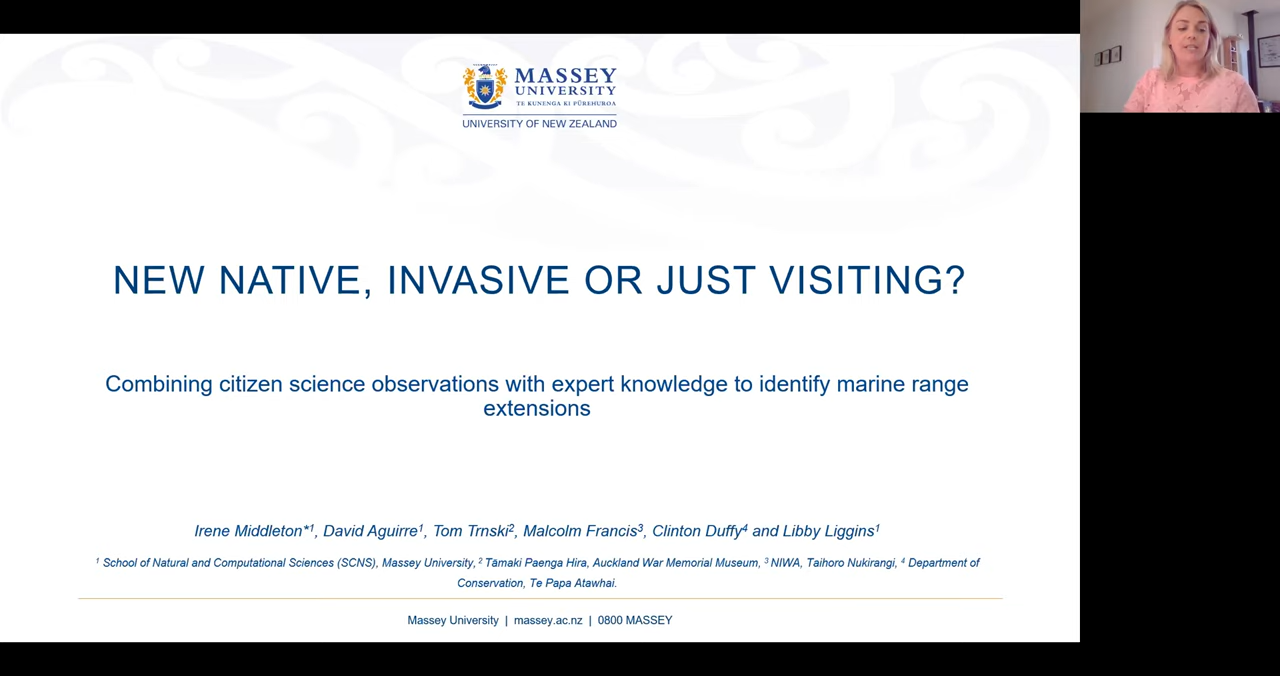 MASSEY
UNIVERSITY
TE KUNENGA KI PŪREHUROA
UNIVERSITY OF NEW ZEALAND
NEW NATIVE, INVASIVE OR JUST VISITING?
Combining citizen science observations with expert knowledge to identify marine range
extensions
Irene Middleton*¹, David Aguirre¹, Tom Trnski², Malcolm Francis³, Clinton Duffy⁴ and Libby Liggins¹
¹ School of Natural and Computational Sciences (SCNS), Massey University, ² Tāmaki Paenga Hira, Auckland War Memorial Museum, ³ NIWA, Taihoro Nukirangi, ⁴ Department of
Conservation, Te Papa Atawhai.
Massey University | massey.ac.nz | 0800 MASSEY